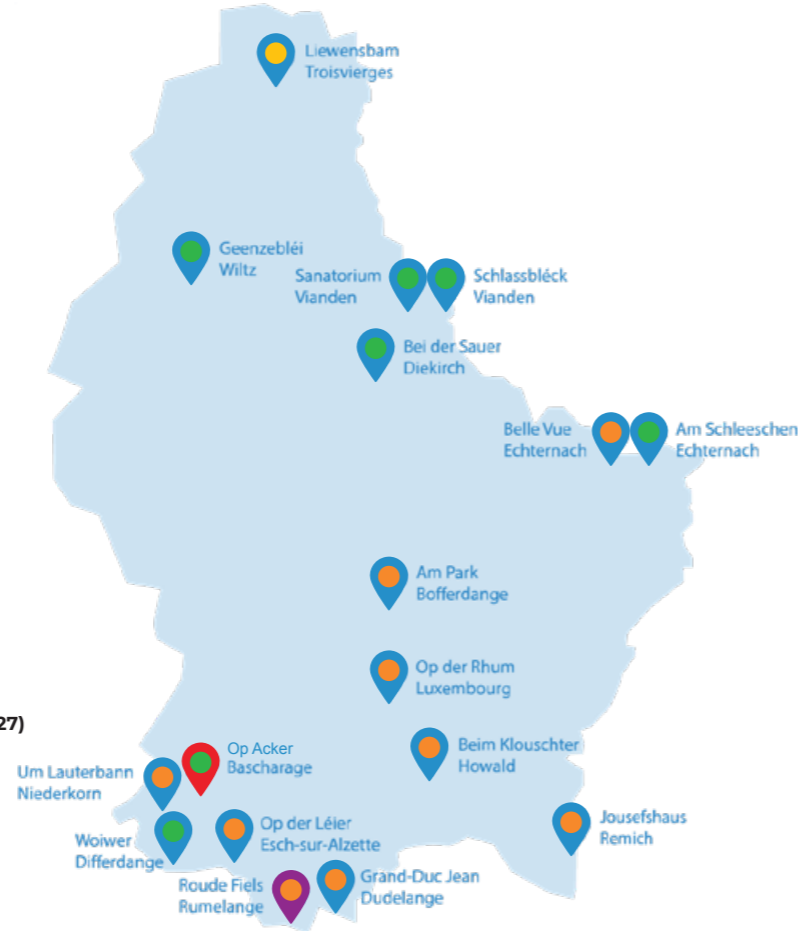 Liewensbam
Troisvierges
Geenzebléi
Wiltz
Sanatorium
Vianden
Schlassbléck
Vianden
Bei der Sauer
Diekirch
Belle Vue
Echternach
Am Schleeschen
Echternach
Am Park
Bofferdange
Op der Rhum
Luxembourg
27)
Op Acker
Bascharage
Beim Klouschter
Howald
Um Lauterbann
Niederkorn
Op der Léier
Esch-sur-Alzette
Jousefshaus
Remich
Woiwer
Differdange
Roude Fiels
Rumelange
Grand-Duc Jean
Dudelange